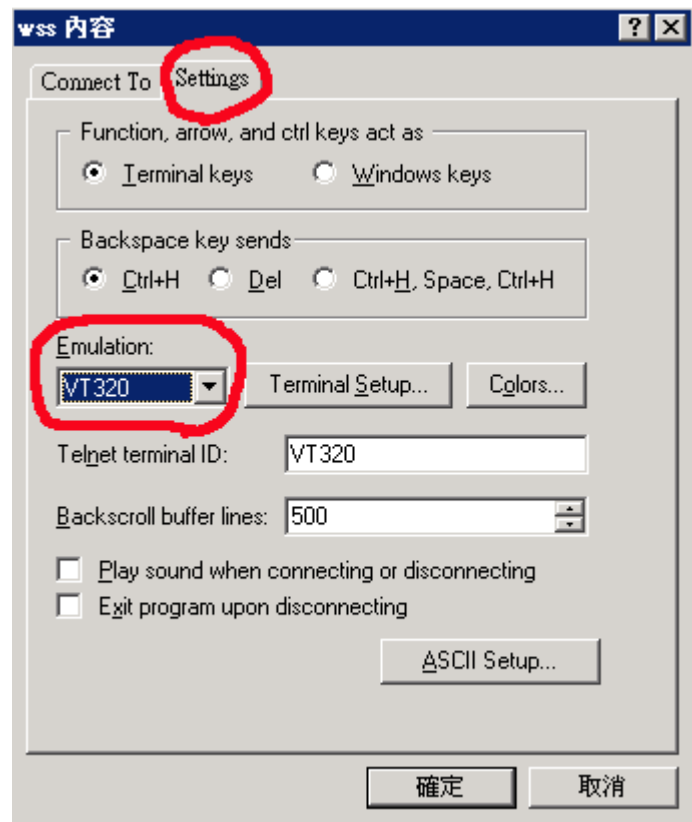 wss 內容
Connect To Settings
Function, arrow, and ctrl keys act as
Terminal keys Windows keys
Backspace key sends
Ctrl+H Del Ctrl+H, Space, Ctrl+H
Emulation:
VT320 Terminal Setup... Colors...
Telnet terminal ID: VT320
Backscroll buffer lines: 500
Play sound when connecting or disconnecting
Exit program upon disconnecting
ASCII Setup...
確定 取消